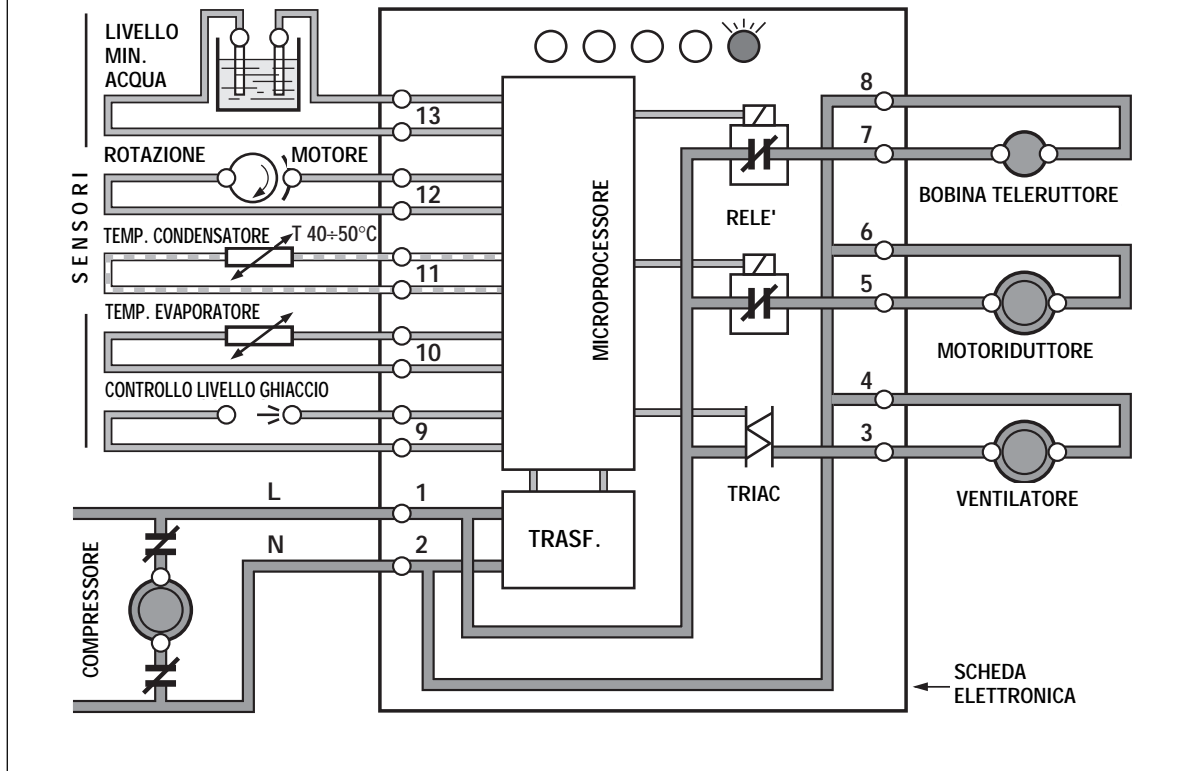 LIVELLO
MIN.
ACQUA
13
ROTAZIONE MOTORE
12
TEMP. CONDENSATORE T 40÷50°C
11
TEMP. EVAPORATORE
10
CONTROLLO LIVELLO GHIACCIO
9
SENSORI
L
1
N
2
COMPRESSORE
MICROPROCESSORE
TRASF.
RELE'
TRIAC
8
7
BOBINA TELERUTTORE
6
5
MOTORIDUTTORE
4
3
VENTILATORE
SCHEDA
ELETTRONICA